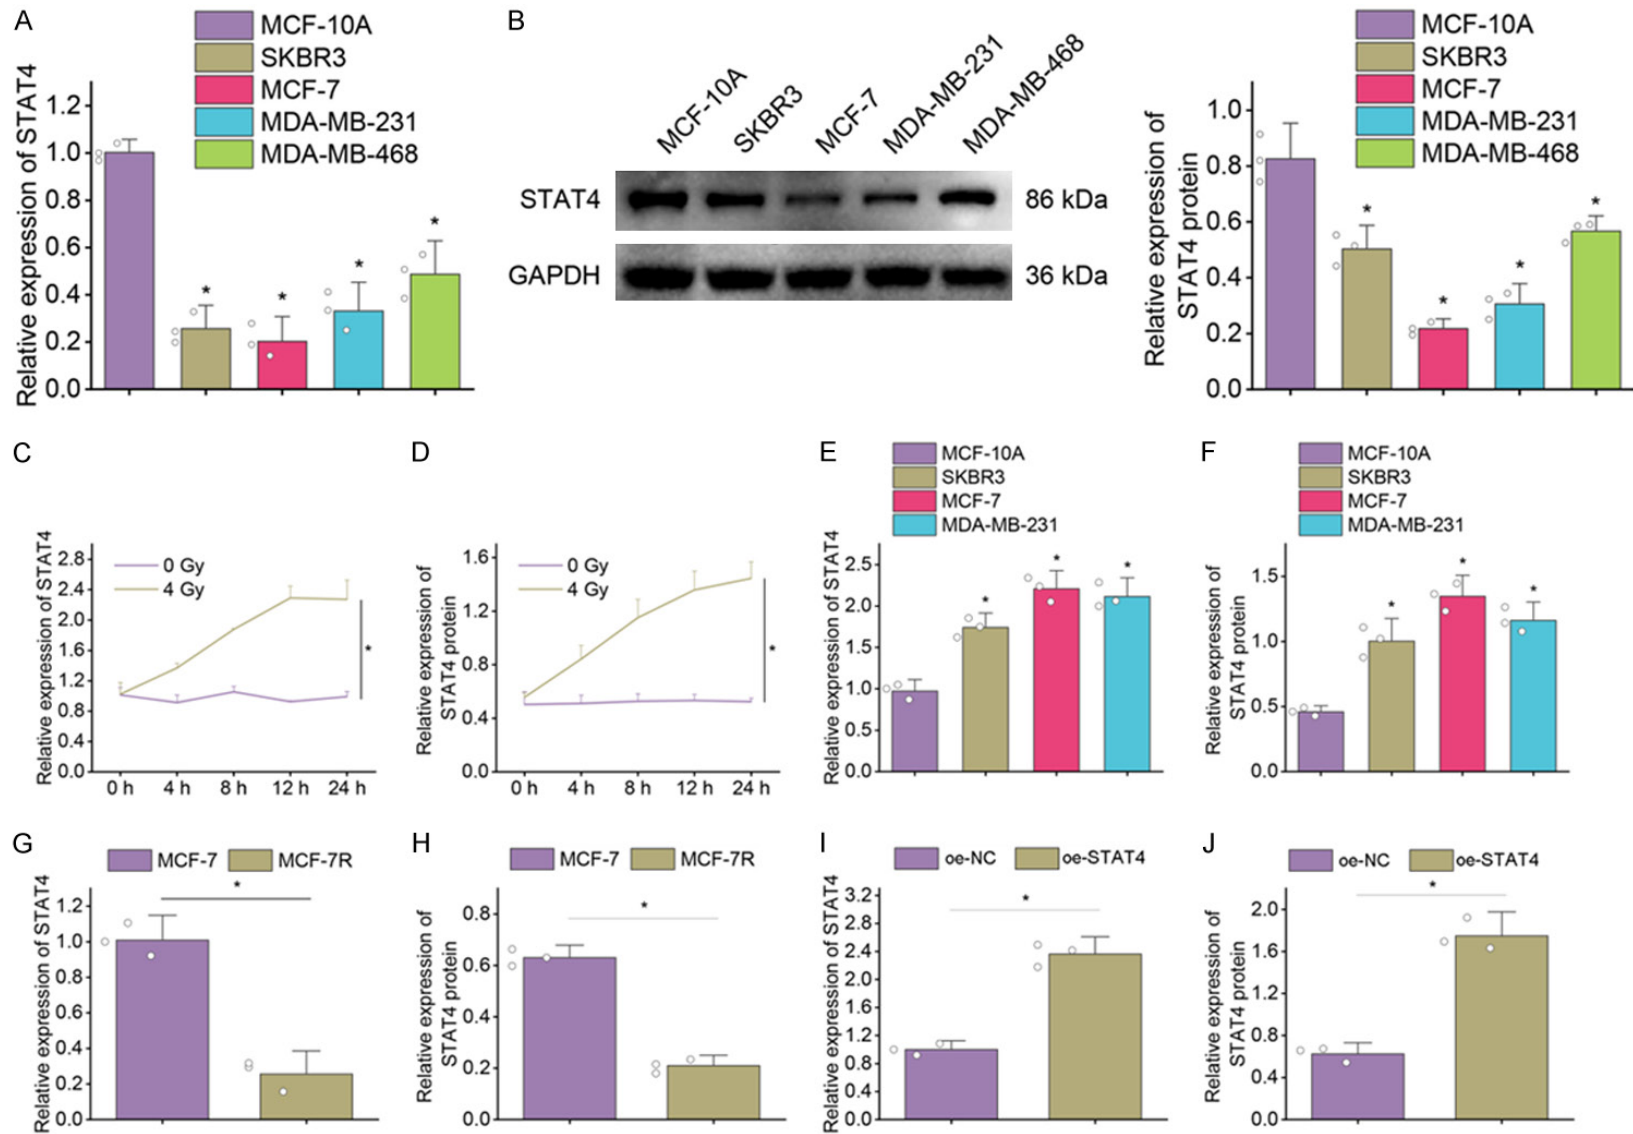 A
MCF-10A
SKBR3
MCF-7
MDA-MB-231
MDA-MB-468
Relative expression of STAT4
1.2
1.0
0.8
0.6
0.4
0.2
0.0
*
*
*
*
B
MCF-10A
SKBR3
MCF-7
MDA-MB-231
MDA-MB-468
STAT4
86 kDa
GAPDH
36 kDa
MCF-10A
SKBR3
MCF-7
MDA-MB-231
MDA-MB-468
Relative expression of
STAT4 protein
1.0
0.8
0.6
0.4
0.2
0.0
*
*
*
*
C
Relative expression of STAT4
0 Gy
4 Gy
2.8
2.4
2.0
1.6
1.2
0.8
0.4
0.0
*
0 h 4 h 8 h 12 h 24 h
D
Relative expression of
STAT4 protein
0 Gy
4 Gy
1.6
1.2
0.8
0.4
0.0
*
0 h 4 h 8 h 12 h 24 h
E
MCF-10A
SKBR3
MCF-7
MDA-MB-231
Relative expression of STAT4
2.5
2.0
1.5
1.0
0.5
0.0
*
*
*
F
MCF-10A
SKBR3
MCF-7
MDA-MB-231
Relative expression of
STAT4 protein
1.5
1.0
0.5
0.0
*
*
*
G
MCF-7 MCF-7R
Relative expression of STAT4
1.2
1.0
0.8
0.6
0.4
0.2
0.0
*
H
MCF-7 MCF-7R
Relative expression of
STAT4 protein
0.8
0.6
0.4
0.2
0.0
*
I
oe-NC oe-STAT4
Relative expression of STAT4
3.2
2.8
2.4
2.0
1.6
1.2
0.8
0.4
0.0
*
J
oe-NC oe-STAT4
Relative expression of
STAT4 protein
2.0
1.6
1.2
0.8
0.4
0.0
*